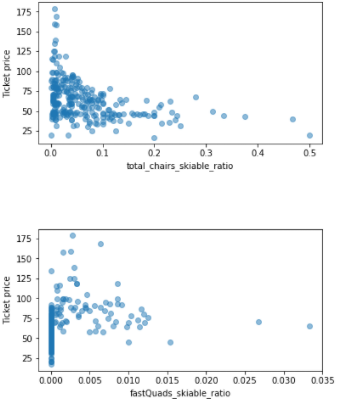 175
150
125
100
75
50
25
Ticket price
0.0 0.1 0.2 0.3 0.4 0.5
total_chairs_skiable_ratio
175
150
125
100
75
50
25
Ticket price
0.000 0.005 0.010 0.015 0.020 0.025 0.030 0.035
fastQuads_skiable_ratio